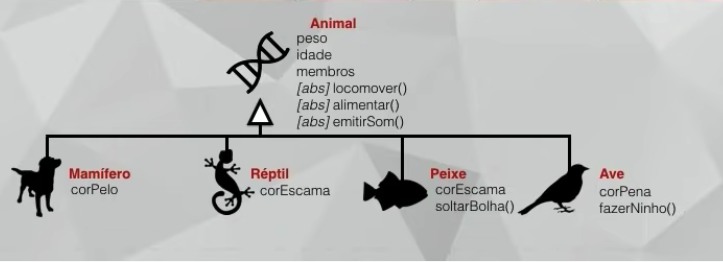 Animal
peso
idade
membros
[abs] locomover()
[abs] alimentar()
[abs] emitirSom()
Mamífero
corPelo
Réptil
corEscama
Peixe
corEscama
soltarBolha()
Ave
corPena
fazerNinho()